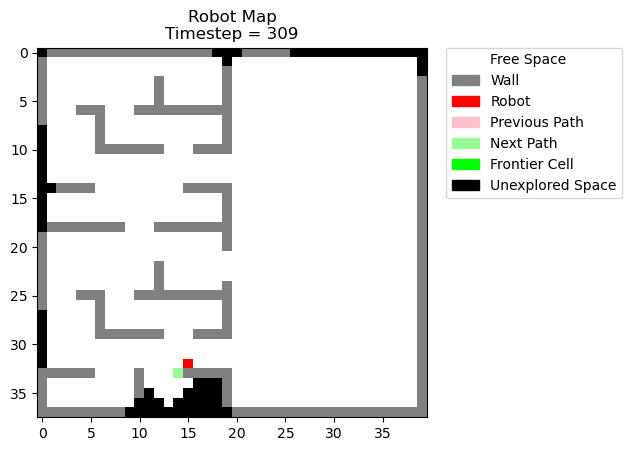 Robot Map
Timestep = 309
0
5
10
15
20
25
30
35
0
5
10
15
20
25
30
35
Free Space
Wall
Robot
Previous Path
Next Path
Frontier Cell
Unexplored Space